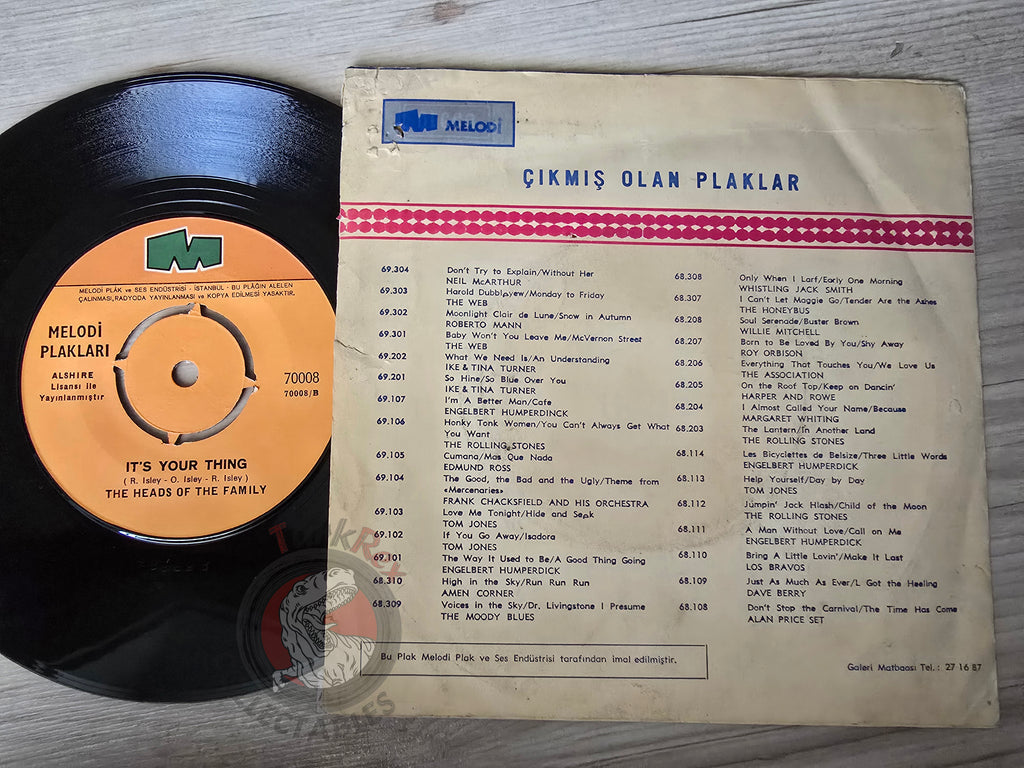 M
MELODİ PLÂK ve SES ENDÜSTRİSİ - İSTANBUL - BU PLÂĞIN ALELEN
ÇALINMASI, RADYODA YAYINLANMASI ve KOPYA EDİLMESİ YASAKTIR.
MELODİ
PLAKLARI
ALSHIRE
Lisansı ile
Yayınlanmıştır
70008
70008/B
IT'S YOUR THING
( R. Isley - O. Isley - R. Isley )
THE HEADS OF THE FAMILY
MELODİ
ÇIKMIŞ OLAN PLAKLAR
69.304 Don't Try to Explain/Without Her
NEIL McARTHUR
69.303 Harold Dubbleyew/Monday to Friday
THE WEB
69.302 Moonlight Clair de Lune/Snow in Autumn
ROBERTO MANN
69.301 Baby Won't You Leave Me/McVernon Street
THE WEB
69.202 What We Need Is/An Understanding
IKE & TINA TURNER
69.201 So Hine/So Blue Over You
IKE & TINA TURNER
69.107 I'm A Better Man/Cafe
ENGELBERT HUMPERDINCK
69.106 Honky Tonk Women/You Can't Always Get What
You Want
THE ROLLING STONES
69.105 Cumana/Mas Que Nada
EDMUND ROSS
69.104 The Good, the Bad and the Ugly/Theme from
«Mercenaries»
FRANK CHACKSFIELD AND HIS ORCHESTRA
69.103 Love Me Tonight/Hide and Seek
TOM JONES
69.102 If You Go Away/Isadora
TOM JONES
69.101 The Way It Used to Be/A Good Thing Going
ENGELBERT HUMPERDICK
68.310 High in the Sky/Run Run Run
AMEN CORNER
68.309 Voices in the Sky/Dr. Livingstone I Presume
THE MOODY BLUES
68.308 Only When I Larf/Early One Morning
WHISTLING JACK SMITH
68.307 I Can't Let Maggie Go/Tender Are the Ashes
THE HONEYBUS
68.208 Soul Serenade/Buster Brown
WILLIE MITCHELL
68.207 Born to Be Loved By You/Shy Away
ROY ORBISON
68.206 Everything That Touches You/We Love Us
THE ASSOCIATION
68.205 On the Roof Top/Keep on Dancin'
HARPER AND ROWE
68.204 I Almost Called Your Name/Because
MARGARET WHITING
68.203 The Lantern/In Another Land
THE ROLLING STONES
68.114 Les Bicyclettes de Belsize/Three Little Words
ENGELBERT HUMPERDICK
68.113 Help Yourself/Day by Day
TOM JONES
68.112 Jumpin' Jack Hlash/Child of the Moon
THE ROLLING STONES
68.111 A Man Without Love/Call on Me
ENGELBERT HUMPERDICK
68.110 Bring A Little Lovin'/Make It Last
LOS BRAVOS
68.109 Just As Much As Ever/L Got the Heeling
DAVE BERRY
68.108 Don't Stop the Carnival/The Time Has Come
ALAN PRICE SET
Bu Plak Melodi Plak ve Ses Endüstrisi tarafından imal edilmiştir.
Galeri Matbaası Tel.: 27 16 87